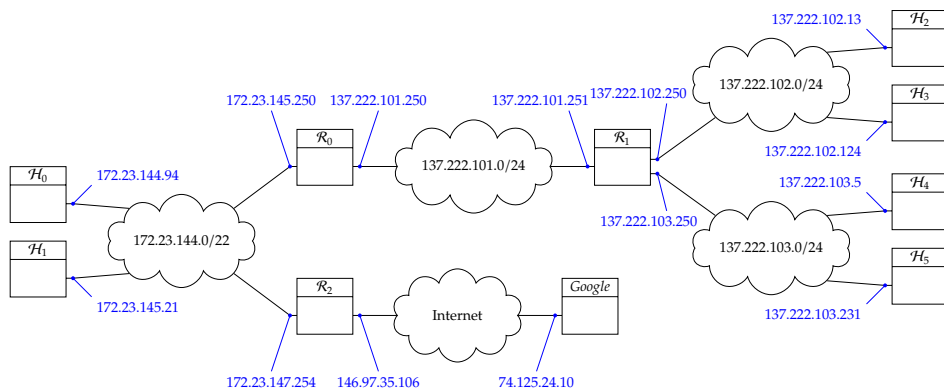 137.222.102.13
H₂
137.222.102.0/24
H₃
137.222.102.124
172.23.145.250
137.222.101.250
137.222.101.251
137.222.102.250
R₀
R₁
137.222.101.0/24
H₀
172.23.144.94
137.222.103.5
H₄
137.222.103.250
172.23.144.0/22
137.222.103.0/24
H₁
H₅
172.23.145.21
R₂
Internet
Google
137.222.103.231
172.23.147.254
146.97.35.106
74.125.24.10